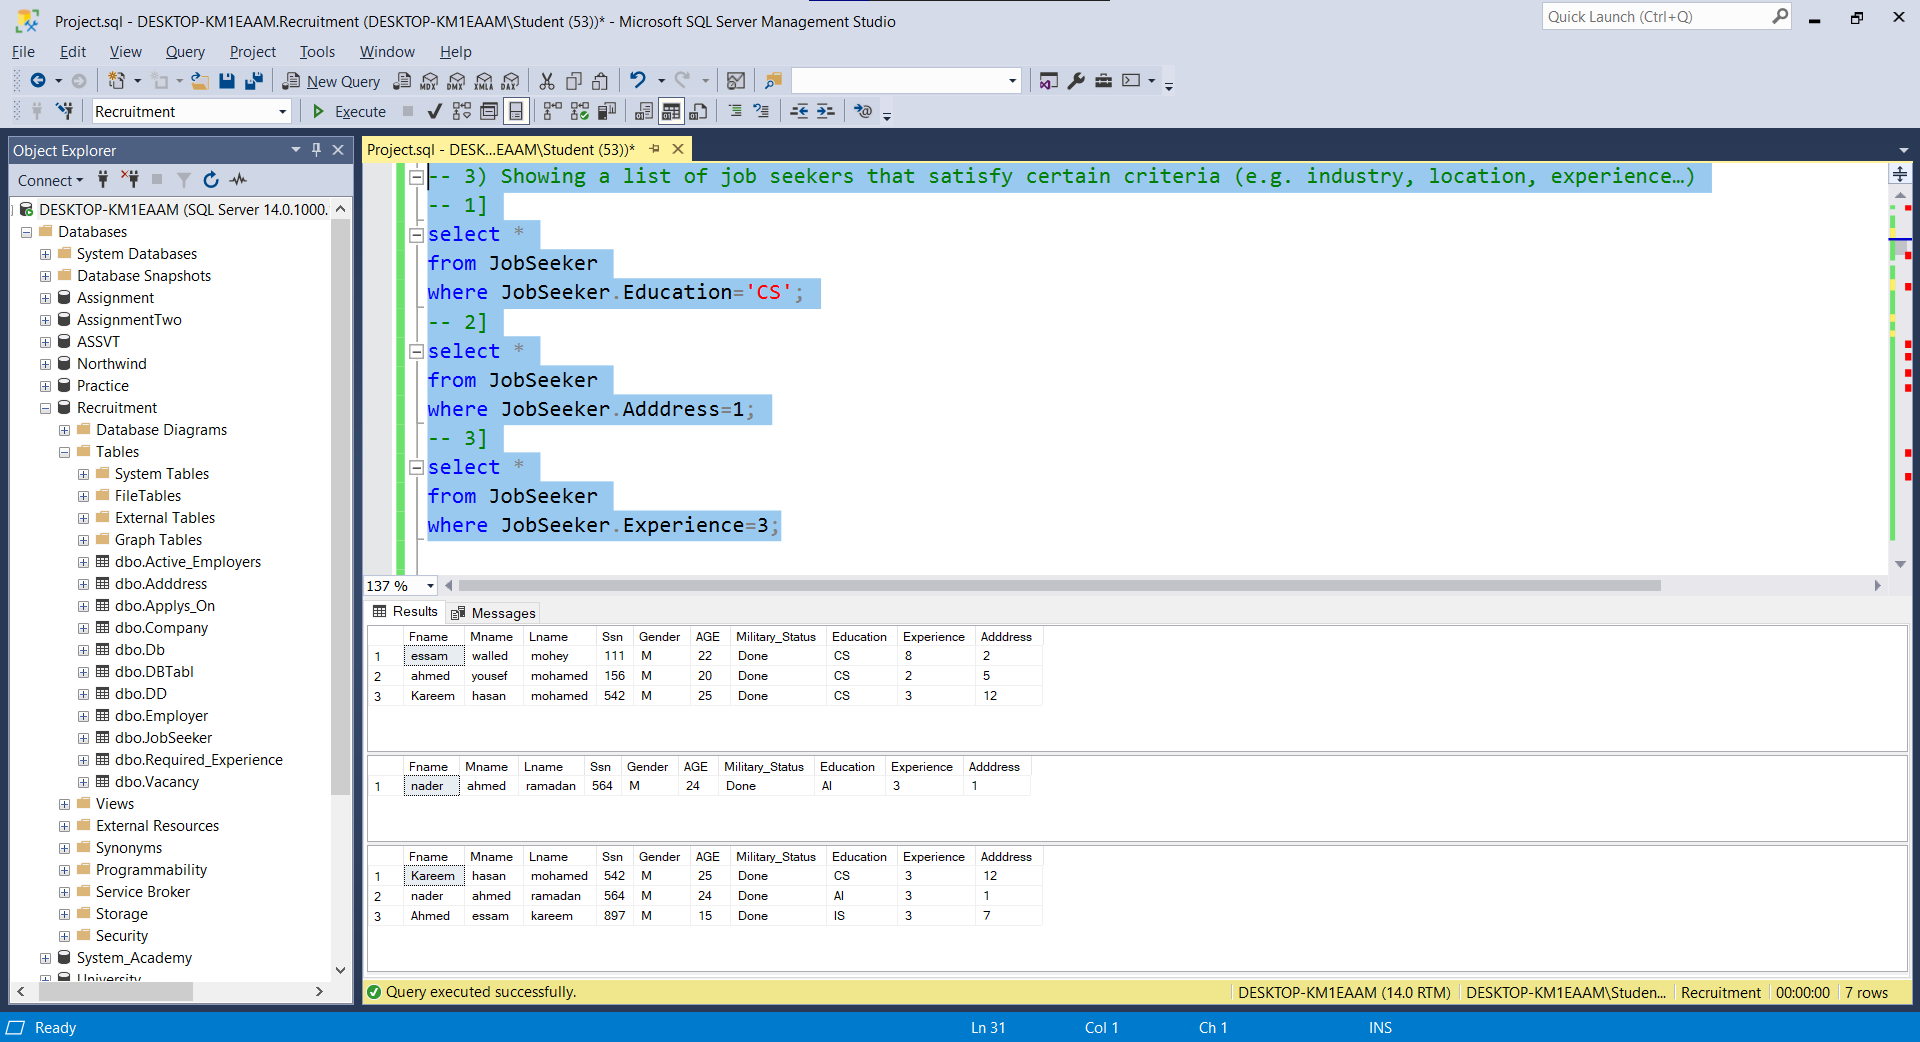 Project.sql - DESKTOP-KM1EAAM.Recruitment (DESKTOP-KM1EAAM\Student (53))* - Microsoft SQL Server Management Studio
Quick Launch (Ctrl+Q)
File Edit View Query Project Tools Window Help
New Query MDX DMX XMLA DAX
Recruitment Execute
Object Explorer
Connect
DESKTOP-KM1EAAM (SQL Server 14.0.1000.
Databases
System Databases
Database Snapshots
Assignment
AssignmentTwo
ASSVT
Northwind
Practice
Recruitment
Database Diagrams
Tables
System Tables
FileTables
External Tables
Graph Tables
dbo.Active_Employers
dbo.Adddress
dbo.Applys_On
dbo.Company
dbo.Db
dbo.DBTabl
dbo.DD
dbo.Employer
dbo.JobSeeker
dbo.Required_Experience
dbo.Vacancy
Views
External Resources
Synonyms
Programmability
Service Broker
Storage
Security
System_Academy
University
Project.sql - DESK...EAAM\Student (53))*
-- 3) Showing a list of job seekers that satisfy certain criteria (e.g. industry, location, experience…)
-- 1]
select *
from JobSeeker
where JobSeeker.Education='CS';
-- 2]
select *
from JobSeeker
where JobSeeker.Adddress=1;
-- 3]
select *
from JobSeeker
where JobSeeker.Experience=3;
137 %
Results Messages
Fname Mname Lname Ssn Gender AGE Military_Status Education Experience Adddress
1 essam walled mohey 111 M 22 Done CS 8 2
2 ahmed yousef mohamed 156 M 20 Done CS 2 5
3 Kareem hasan mohamed 542 M 25 Done CS 3 12
Fname Mname Lname Ssn Gender AGE Military_Status Education Experience Adddress
1 nader ahmed ramadan 564 M 24 Done AI 3 1
Fname Mname Lname Ssn Gender AGE Military_Status Education Experience Adddress
1 Kareem hasan mohamed 542 M 25 Done CS 3 12
2 nader ahmed ramadan 564 M 24 Done AI 3 1
3 Ahmed essam kareem 897 M 15 Done IS 3 7
Query executed successfully.
DESKTOP-KM1EAAM (14.0 RTM) DESKTOP-KM1EAAM\Studen... Recruitment 00:00:00 7 rows
Ready Ln 31 Col 1 Ch 1 INS